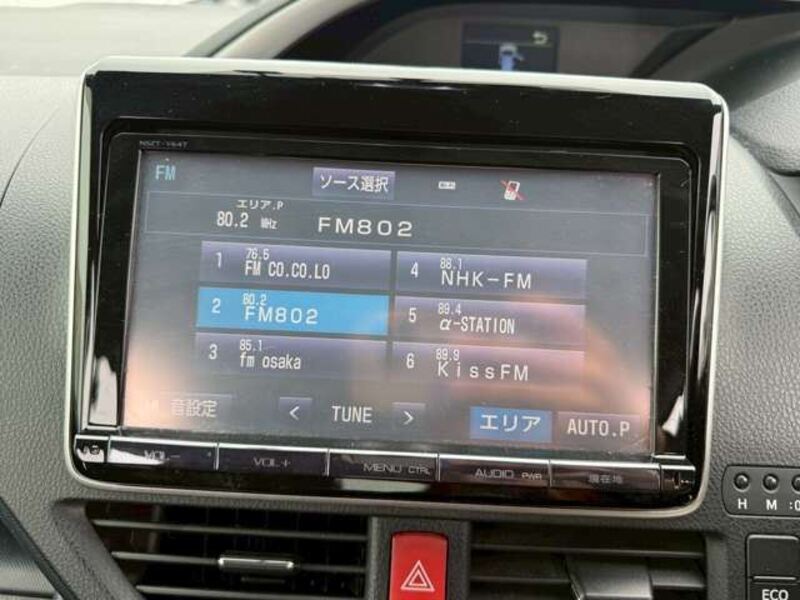 NSZT-Y64T
FM
ソース選択
エリア.P
80.2 MHz FM802
1 76.5 FM CO.CO.LO
4 88.1 NHK-FM
2 80.2 FM802
5 89.4 α-STATION
3 85.1 fm osaka
6 89.9 KissFM
音設定 < TUNE > エリア AUTO.P
VOL- VOL+ MENU CTRL AUDIO PWR 現在地
H M :0
ECO